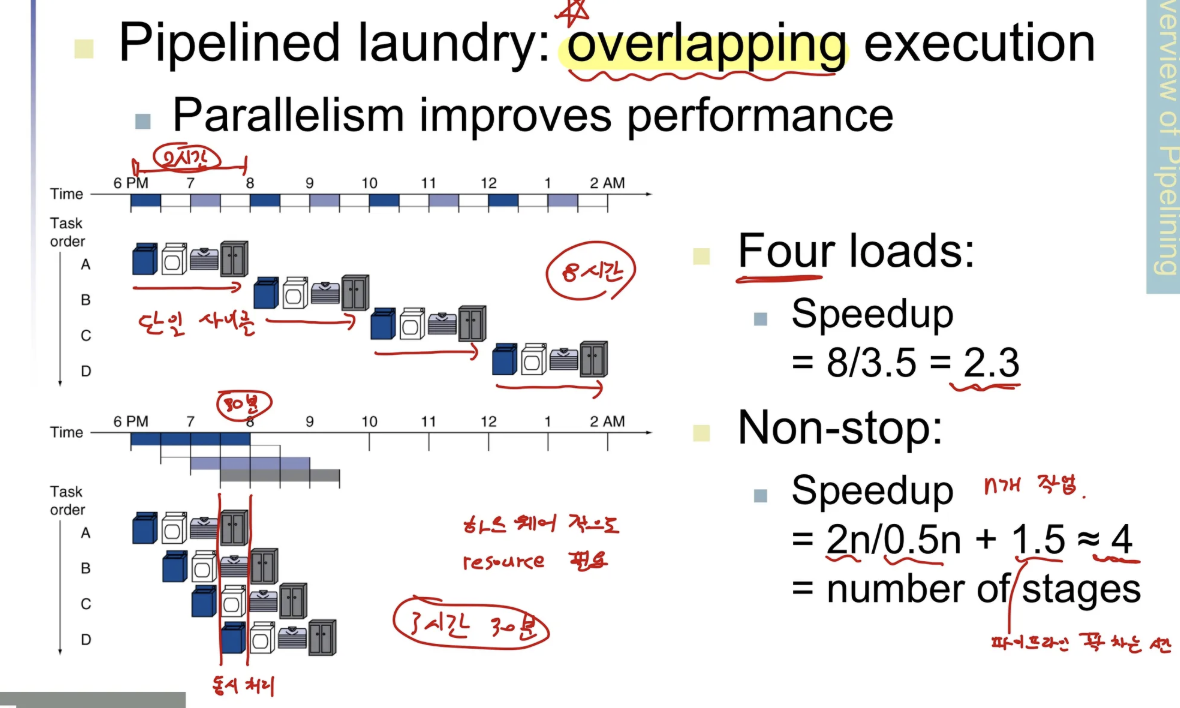 Pipelined laundry: overlapping execution
Parallelism improves performance
2시간
6 PM 7 8 9 10 11 12 1 2 AM
Time
Task
order
A
B
C
D
8시간
단일 사이클
Four loads:
Speedup
= 8/3.5 = 2.3
30분
6 PM 7 8 9 10 11 12 1 2 AM
Time
Task
order
A
B
C
D
하드웨어 적으로
resource 필요
3시간 30분
동시 처리
Non-stop:
Speedup n개 작업.
= 2n/0.5n + 1.5 ≈ 4
= number of stages
파이프라인 꽉 차는 시간
verview of Pipelining